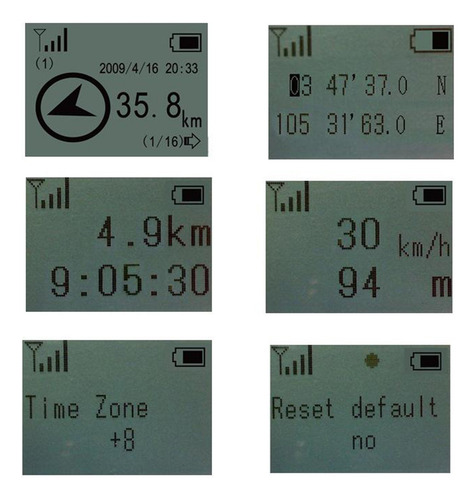 (1)
2009/4/16 20:33
35.8km
(1/16)
03 47'37.0 N
105 31'63.0 E
4.9km
9:05:30
30 km/h
94 m
Time Zone
+8
Reset default
no